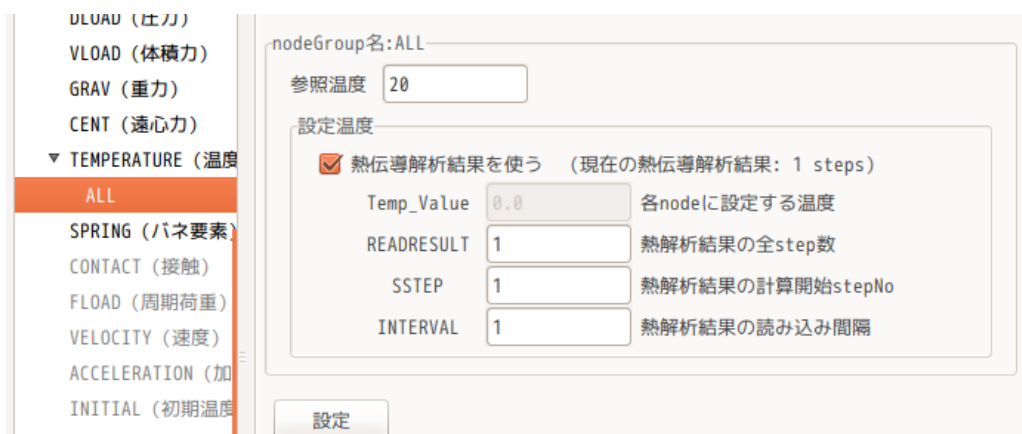 DLOAD (圧力)
VLOAD (体積力)
GRAV (重力)
CENT (遠心力)
▼ TEMPERATURE (温度
ALL
SPRING (バネ要素)
CONTACT (接触)
FLOAD (周期荷重)
VELOCITY (速度)
ACCELERATION (加
INITIAL (初期温度
nodeGroup名:ALL
参照温度 20
設定温度
熱伝導解析結果を使う (現在の熱伝導解析結果: 1 steps)
Temp_Value 0.0 各nodeに設定する温度
READRESULT 1 熱解析結果の全step数
SSTEP 1 熱解析結果の計算開始stepNo
INTERVAL 1 熱解析結果の読み込み間隔
設定